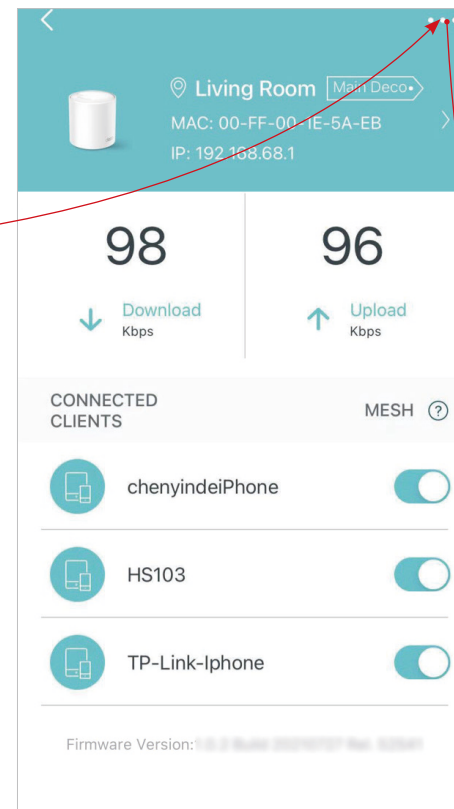 Living Room Main Deco
MAC: 00-FF-00-1E-5A-EB
IP: 192.168.68.1
98 96
Download Upload
Kbps Kbps
CONNECTED
CLIENTS
MESH ?
chenyindeiPhone
HS103
TP-Link-Iphone
Firmware Version: